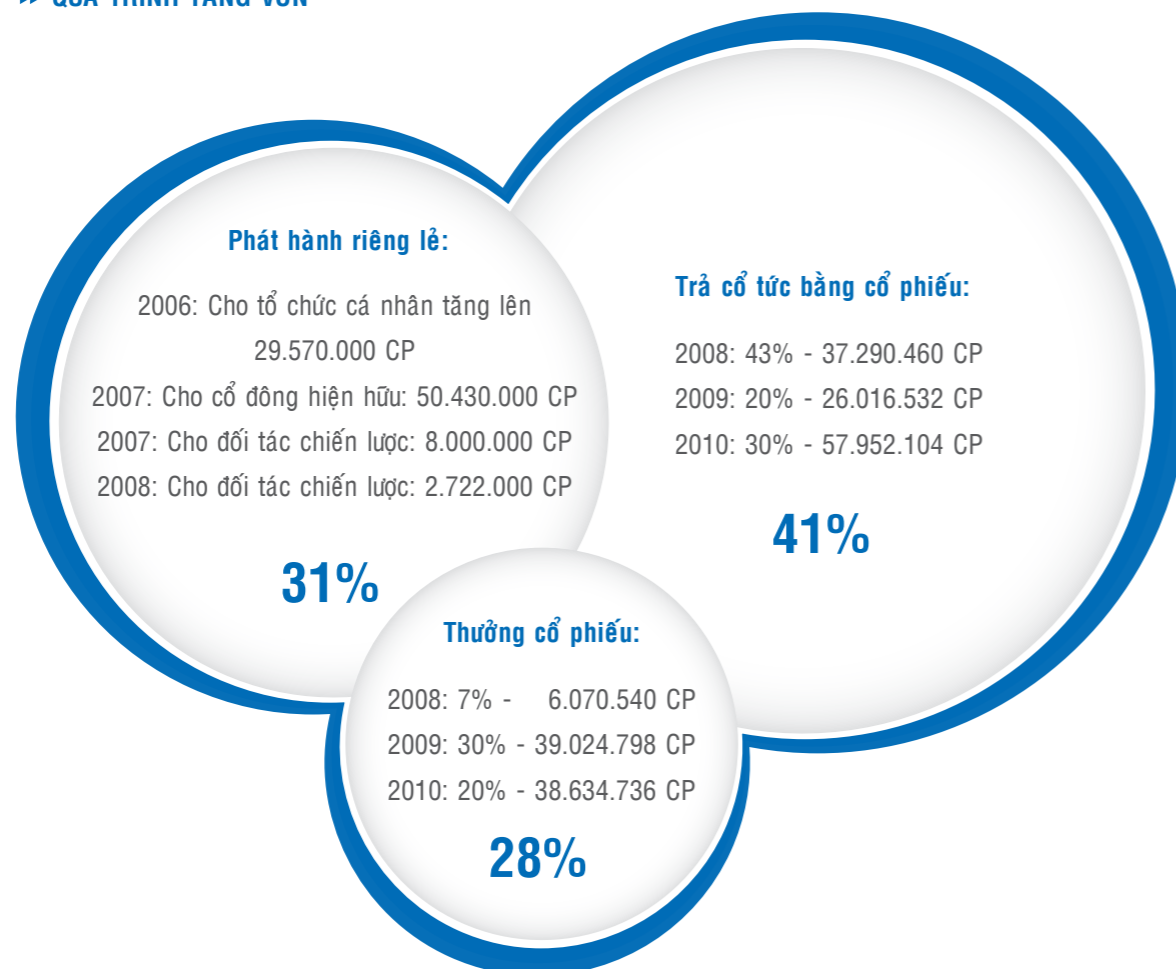 QUÁ TRÌNH TĂNG VỐN
Phát hành riêng lẻ:
2006: Cho tổ chức cá nhân tăng lên
29.570.000 CP
2007: Cho cổ đông hiện hữu: 50.430.000 CP
2007: Cho đối tác chiến lược: 8.000.000 CP
2008: Cho đối tác chiến lược: 2.722.000 CP
31%
Trả cổ tức bằng cổ phiếu:
2008: 43% - 37.290.460 CP
2009: 20% - 26.016.532 CP
2010: 30% - 57.952.104 CP
41%
Thưởng cổ phiếu:
2008: 7% - 6.070.540 CP
2009: 30% - 39.024.798 CP
2010: 20% - 38.634.736 CP
28%